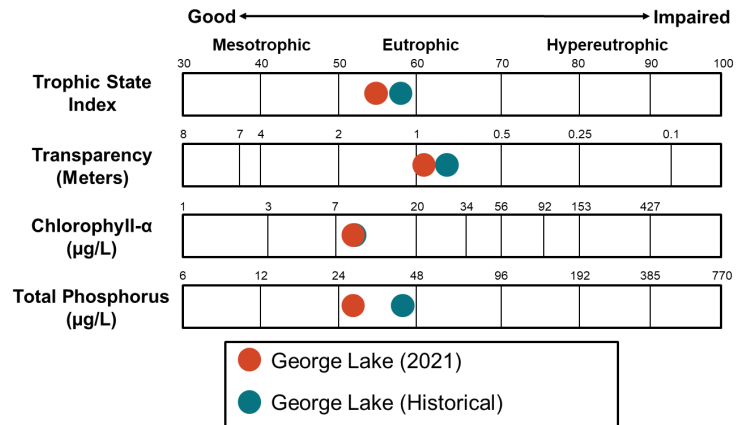 Good Impaired
Mesotrophic Eutrophic Hypereutrophic
30 40 50 60 70 80 90 100
Trophic State
Index
8 7 4 2 1 0.5 0.25 0.1
Transparency
(Meters)
1 3 7 20 34 56 92 153 427
Chlorophyll-α
(µg/L)
6 12 24 48 96 192 385 770
Total Phosphorus
(µg/L)
George Lake (2021)
George Lake (Historical)